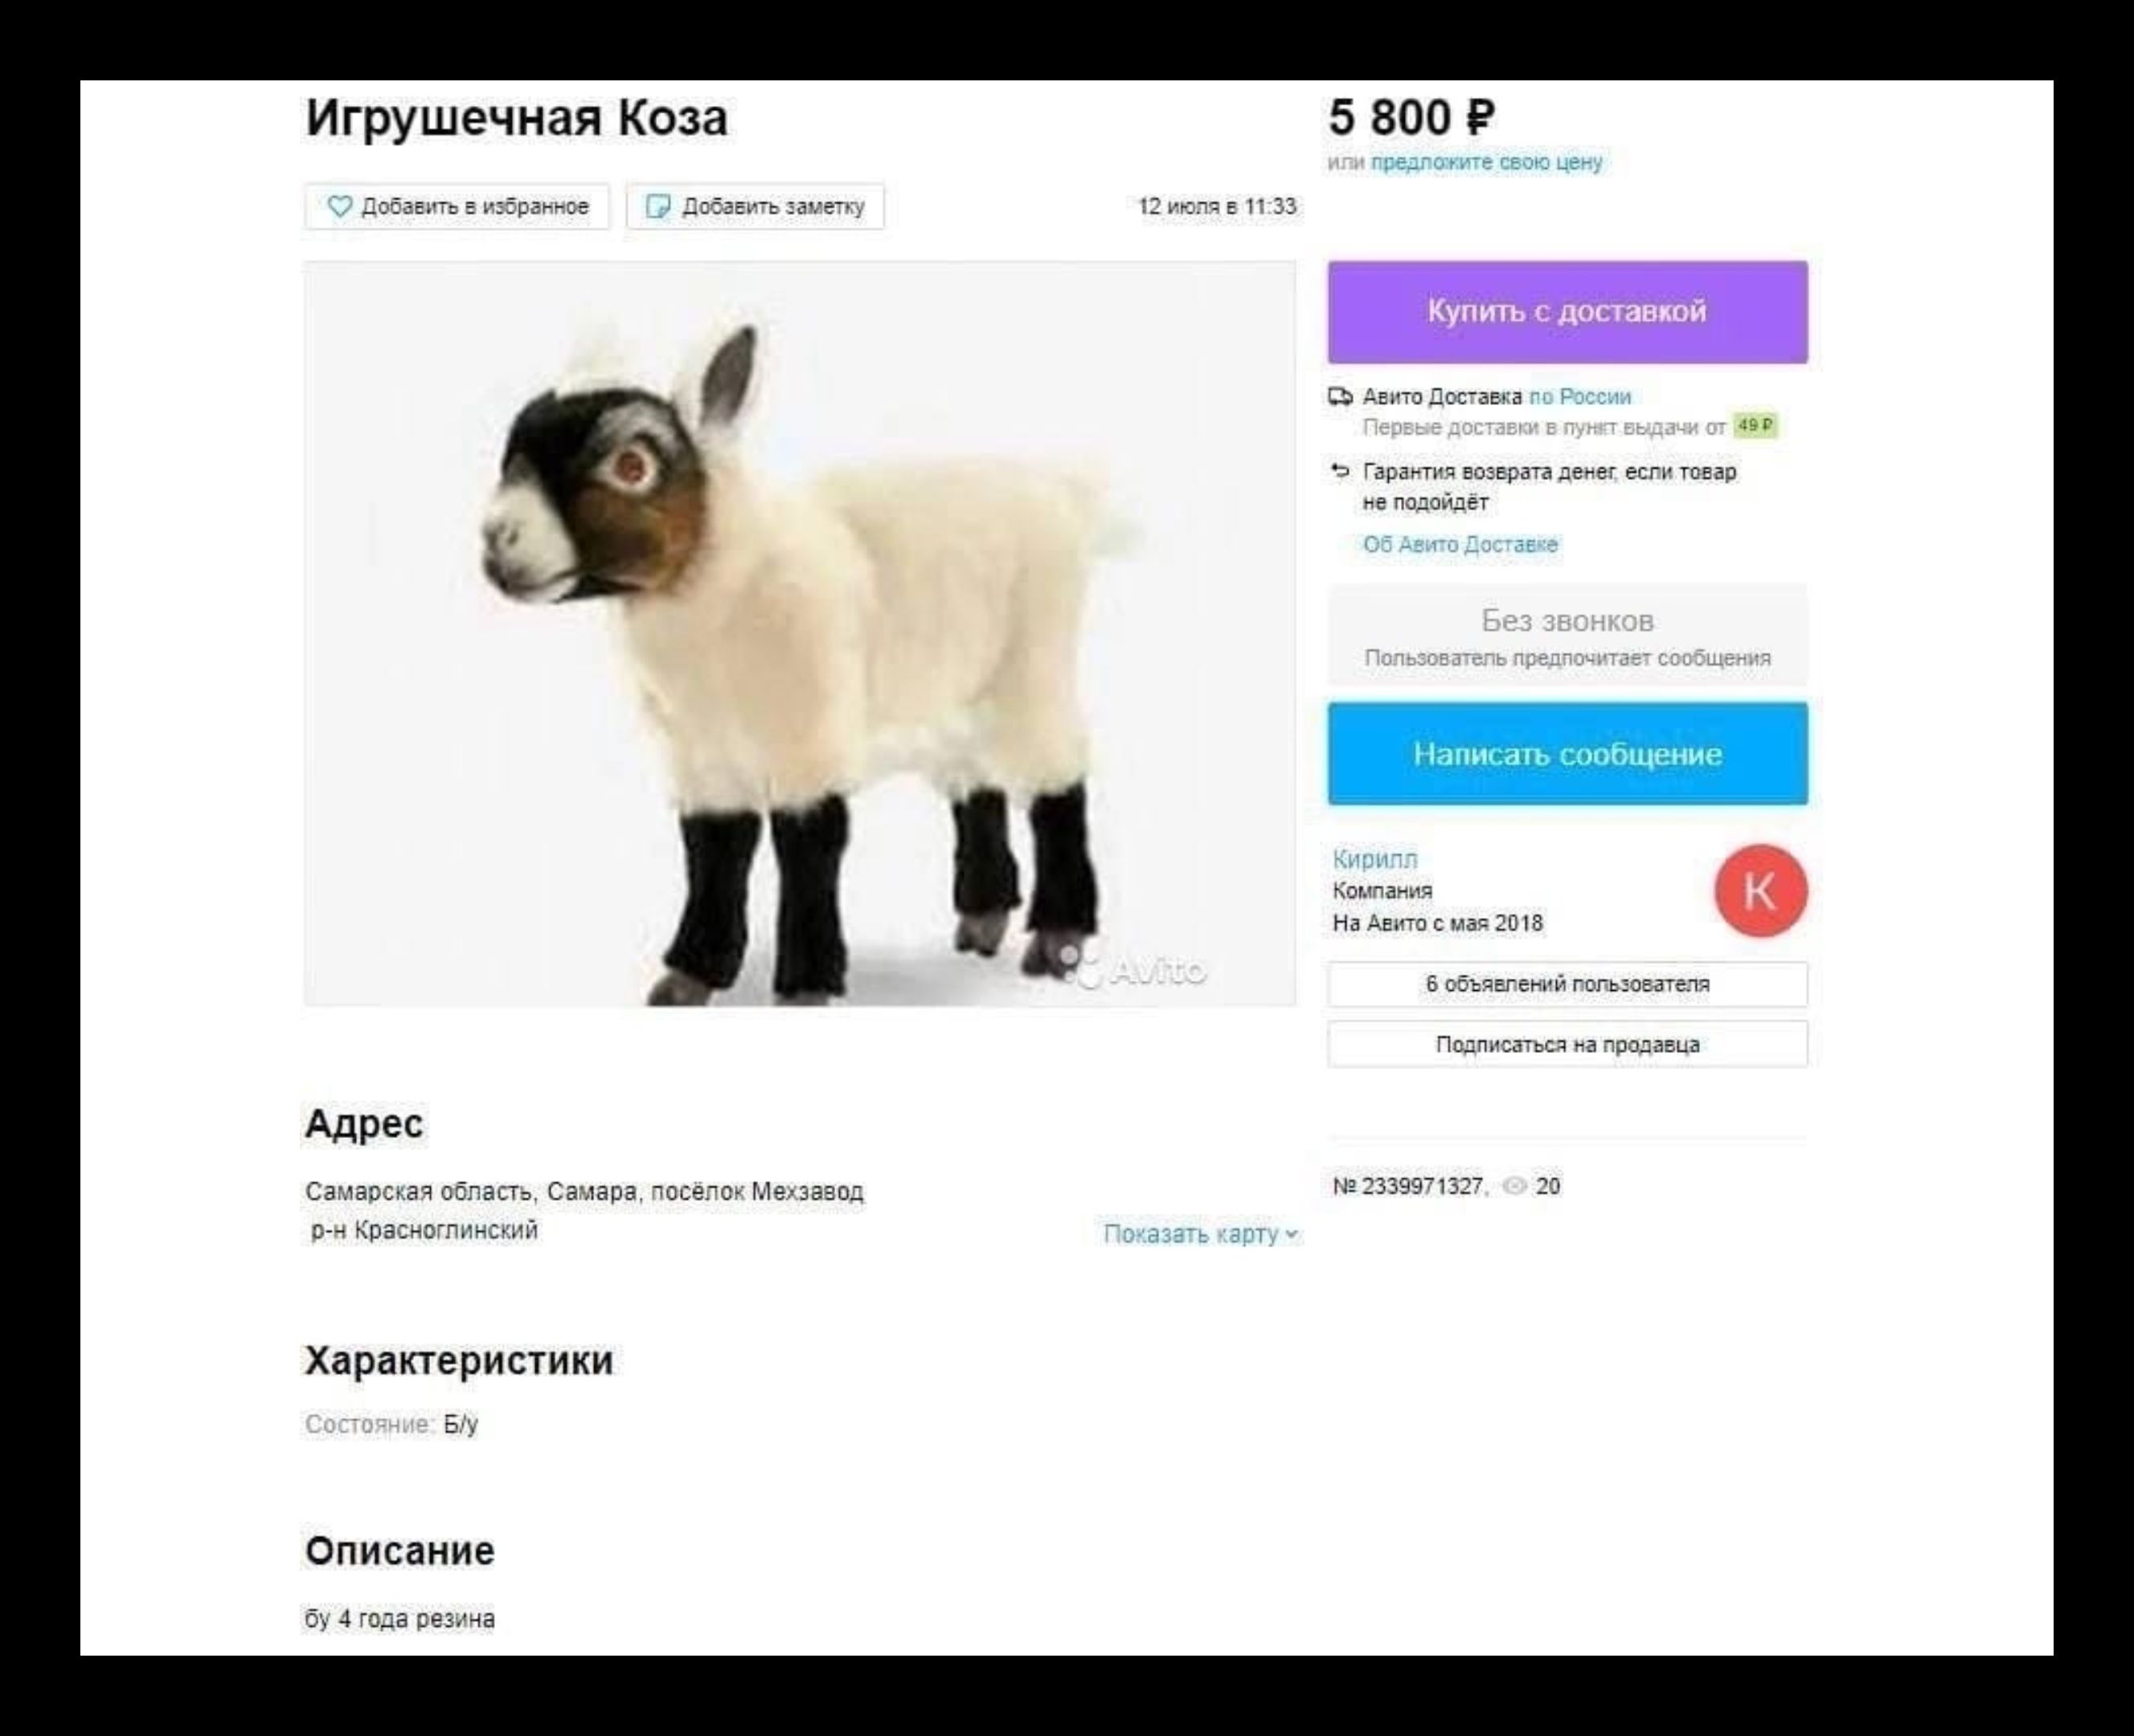 Игрушечная Коза
Добавить в избранное
Добавить заметку
12 июля в 11:33
Avito
Адрес
Самарская область, Самара, посёлок Мехзавод
р-н Красноглинский
Показать карту
Характеристики
Состояние: Б/у
Описание
бу 4 года резина
5 800 ₽
или предложите свою цену
Купить с доставкой
Авито Доставка по России
Первые доставки в пункт выдачи от 49 ₽
Гарантия возврата денег, если товар
не подойдёт
Об Авито Доставке
Без звонков
Пользователь предпочитает сообщения
Написать сообщение
Кирилл
Компания
На Авито с мая 2018
К
6 объявлений пользователя
Подписаться на продавца
№ 2339971327, 20